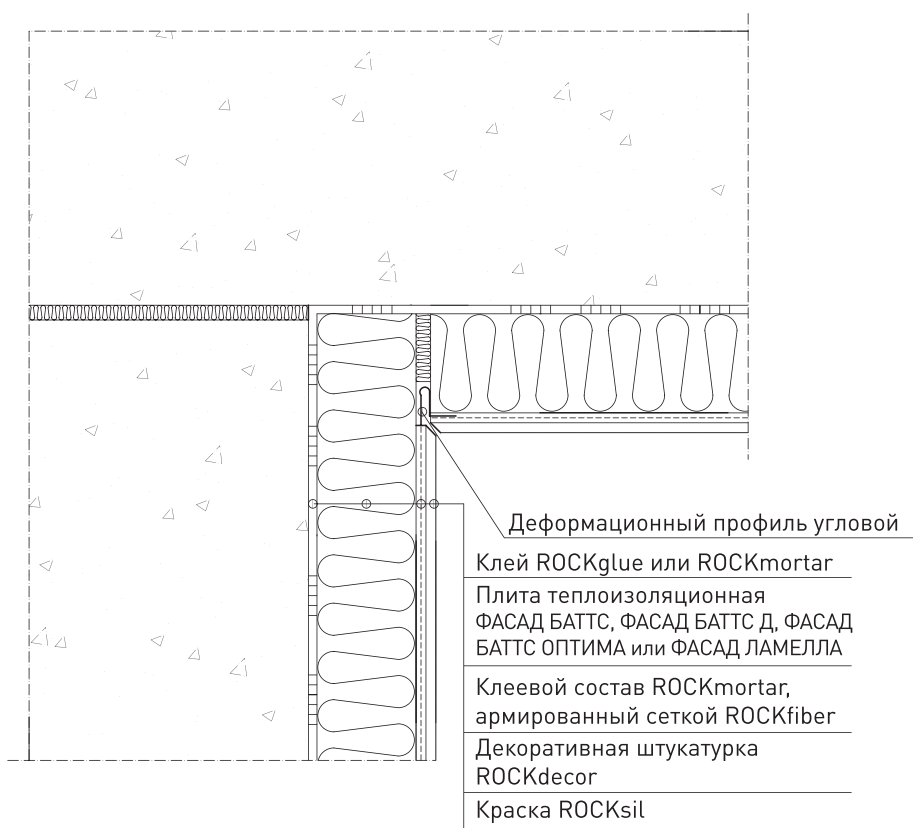 Деформационный профиль угловой
Клей ROCKglue или ROCKmortar
Плита теплоизоляционная
ФАСАД БАТТС, ФАСАД БАТТС Д, ФАСАД
БАТТС ОПТИМА или ФАСАД ЛАМЕЛЛА
Клеевой состав ROCKmortar,
армированный сеткой ROCKfiber
Декоративная штукатурка
ROCKdecor
Краска ROCKsil